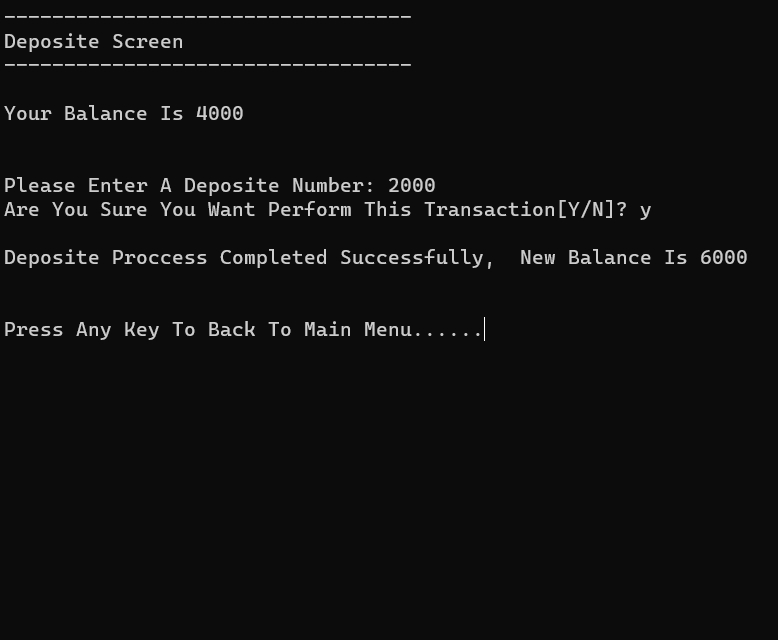 ----------------------------------
Deposite Screen
----------------------------------
Your Balance Is 4000
Please Enter A Deposite Number: 2000
Are You Sure You Want Perform This Transaction[Y/N]? y
Deposite Proccess Completed Successfully,  New Balance Is 6000
Press Any Key To Back To Main Menu......